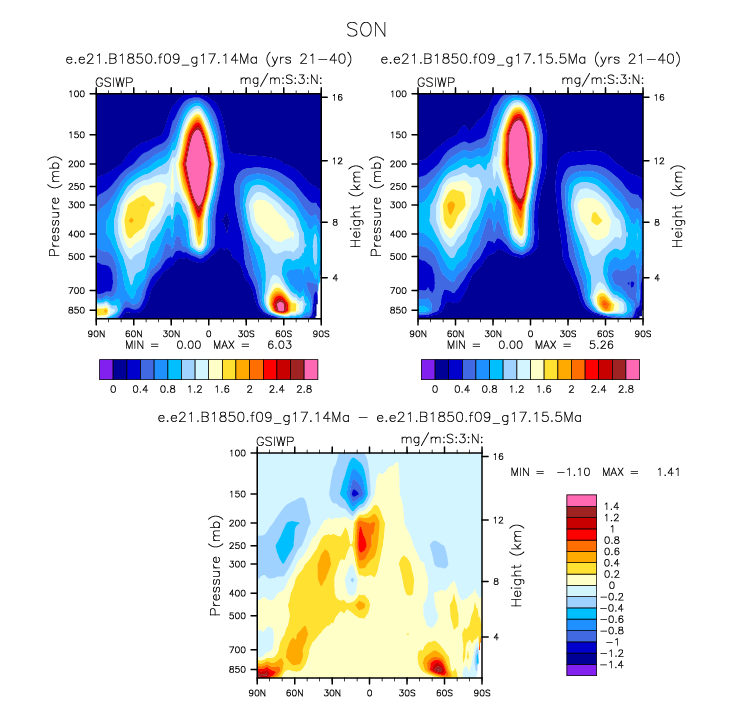 SON
e.e21.B1850.f09_g17.14Ma (yrs 21−40)
e.e21.B1850.f09_g17.15.5Ma (yrs 21−40)
GSIWP mg/m:S:3:N:
GSIWP mg/m:S:3:N:
Pressure (mb)
100
150
200
250
300
400
500
700
850
16
12
8
4
Height (km)
90N 60N 30N 0 30S 60S 90S
MIN = 0.00 MAX = 6.03
0 0.4 0.8 1.2 1.6 2 2.4 2.8
Pressure (mb)
100
150
200
250
300
400
500
700
850
16
12
8
4
Height (km)
90N 60N 30N 0 30S 60S 90S
MIN = 0.00 MAX = 5.26
0 0.4 0.8 1.2 1.6 2 2.4 2.8
e.e21.B1850.f09_g17.14Ma − e.e21.B1850.f09_g17.15.5Ma
GSIWP mg/m:S:3:N:
MIN = −1.10 MAX = 1.41
Pressure (mb)
100
150
200
250
300
400
500
700
850
16
12
8
4
Height (km)
90N 60N 30N 0 30S 60S 90S
1.4
1.2
1
0.8
0.6
0.4
0.2
0
−0.2
−0.4
−0.6
−0.8
−1
−1.2
−1.4